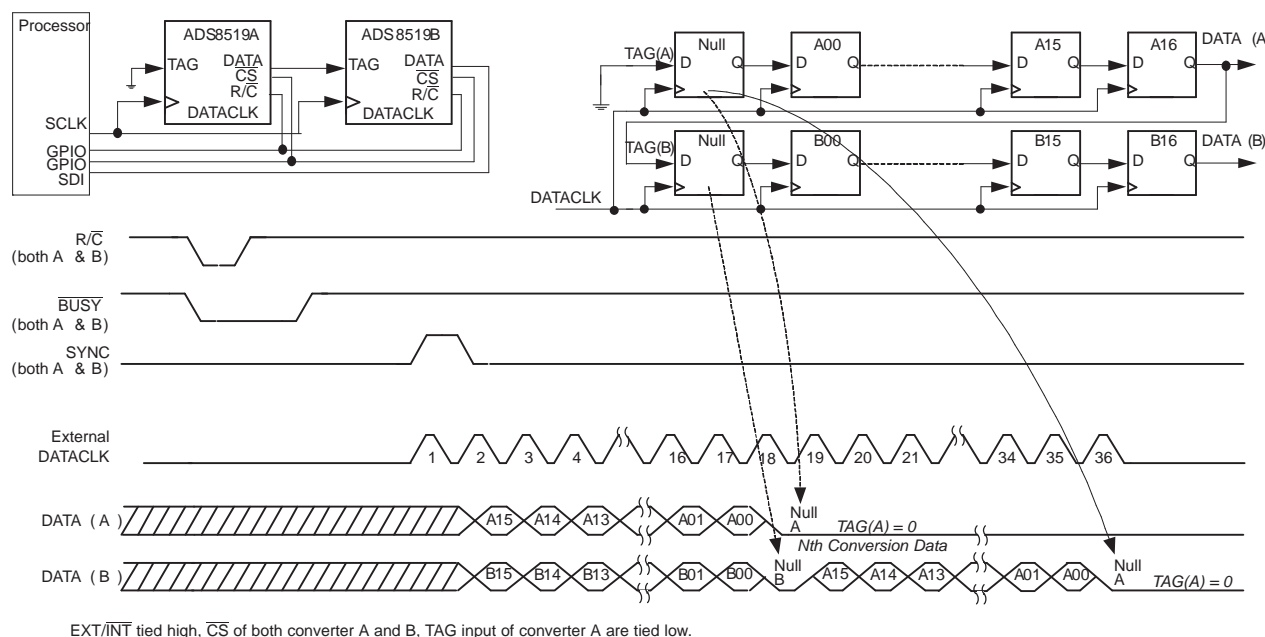 Processor
ADS8519A
TAG
DATA
CS
R/C
DATACLK
ADS8519B
TAG
DATA
CS
R/C
DATACLK
SCLK
GPIO
GPIO
SDI
TAG(A)
Null
D
Q
A00
D
Q
A15
D
Q
A16
D
Q
DATA (A
TAG(B)
Null
D
Q
B00
D
Q
B15
D
Q
B16
D
Q
DATA (B)
DATACLK
R/C
(both A & B)
BUSY
(both A & B)
SYNC
(both A & B)
External
DATACLK
1 2 3 4 16 17 18 19 20 21 34 35 36
DATA ( A )
A15 A14 A13 A01 A00
Null
A
TAG(A) = 0
Nth Conversion Data
DATA ( B )
B15 B14 B13 B01 B00
Null
B
A15 A14 A13 A01 A00
Null
A
TAG(A) = 0
EXT/INT tied high, CS of both converter A and B, TAG input of converter A are tied low.